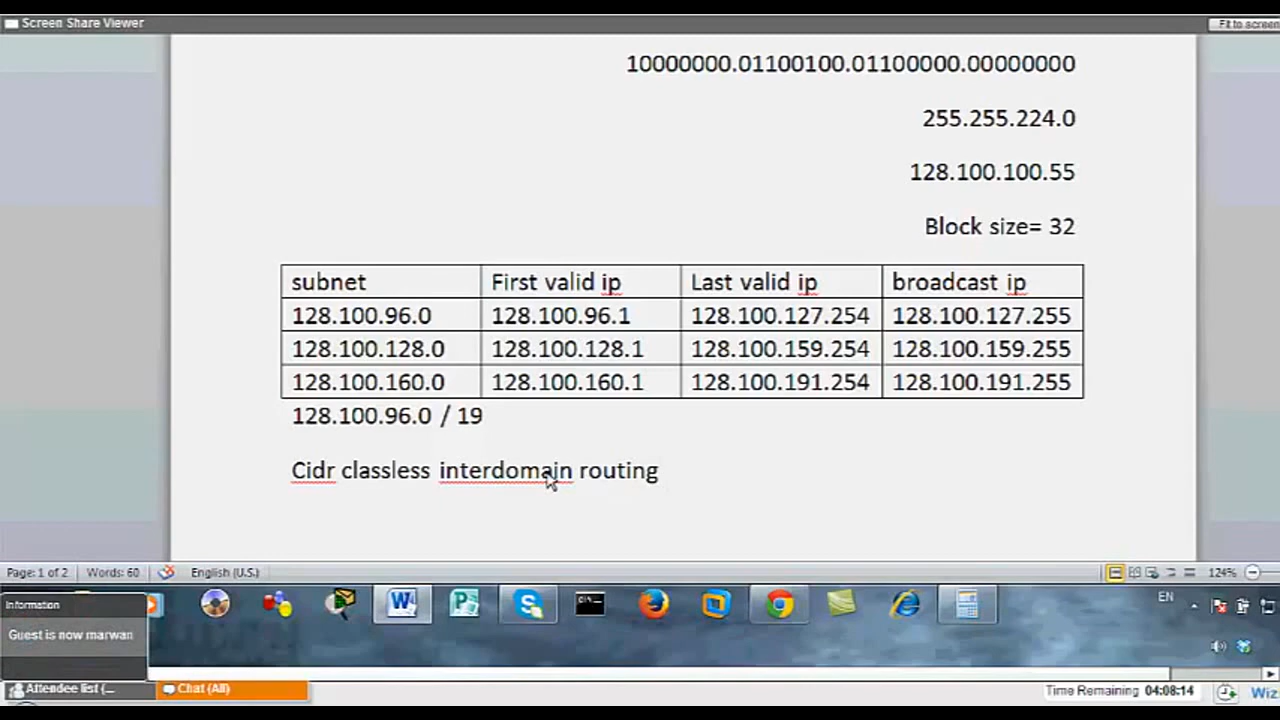 Screen Share Viewer
Fit to screen
10000000.01100100.01100000.00000000
255.255.224.0
128.100.100.55
Block size= 32
subnet First valid ip Last valid ip broadcast ip
128.100.96.0 128.100.96.1 128.100.127.254 128.100.127.255
128.100.128.0 128.100.128.1 128.100.159.254 128.100.159.255
128.100.160.0 128.100.160.1 128.100.191.254 128.100.191.255
128.100.96.0 / 19
Cidr classless interdomain routing
Page: 1 of 2 Words: 60 English (U.S.) 124%
Information
Guest is now marwan
EN
Attendee list (... Chat (All) Time Remaining 04:08:14 Wiz